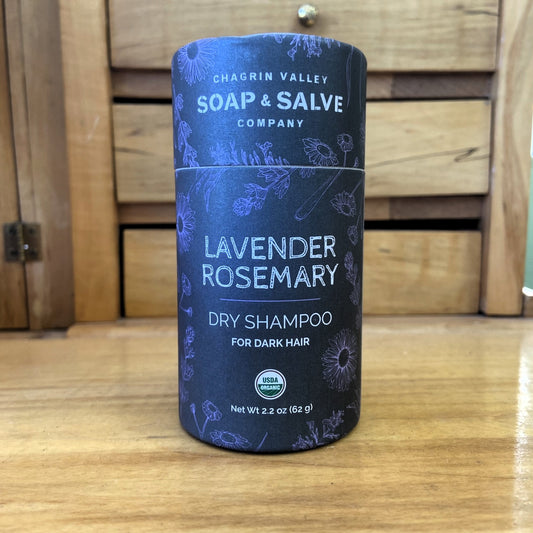 CHAGRIN VALLEY
SOAP & SALVE
COMPANY
LAVENDER
ROSEMARY
DRY SHAMPOO
FOR DARK HAIR
USDA
ORGANIC
Net Wt 2.2 oz (62 g)